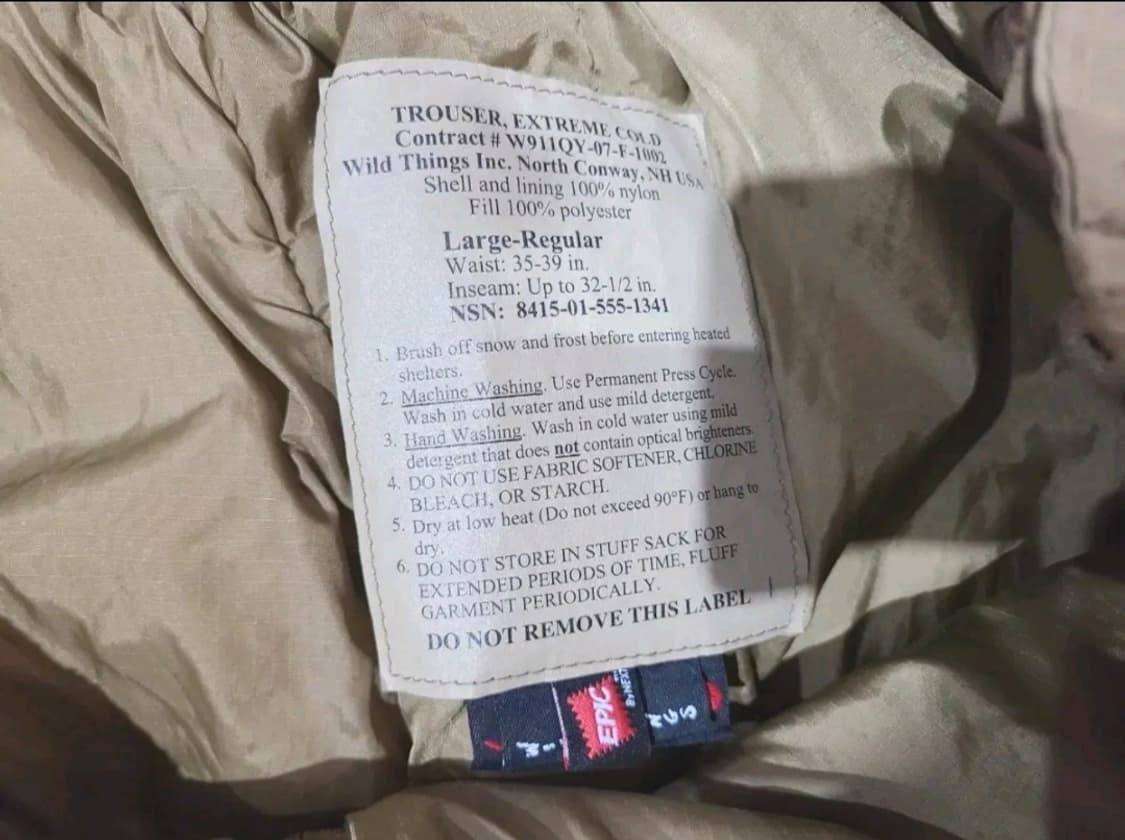 TROUSER, EXTREME COLD
Contract # W911QY-07-F-1002
Wild Things Inc. North Conway, NH USA
Shell and lining 100% nylon
Fill 100% polyester
Large-Regular
Waist: 35-39 in.
Inseam: Up to 32-1/2 in.
NSN: 8415-01-555-1341
1. Brush off snow and frost before entering heated
shelters.
2. Machine Washing. Use Permanent Press Cycle.
Wash in cold water and use mild detergent.
3. Hand Washing. Wash in cold water using mild
detergent that does not contain optical brighteners.
4. DO NOT USE FABRIC SOFTENER, CHLORINE
BLEACH, OR STARCH.
5. Dry at low heat (Do not exceed 90°F) or hang to
dry.
6. DO NOT STORE IN STUFF SACK FOR
EXTENDED PERIODS OF TIME, FLUFF
GARMENT PERIODICALLY.
DO NOT REMOVE THIS LABEL
EPIC
N G S